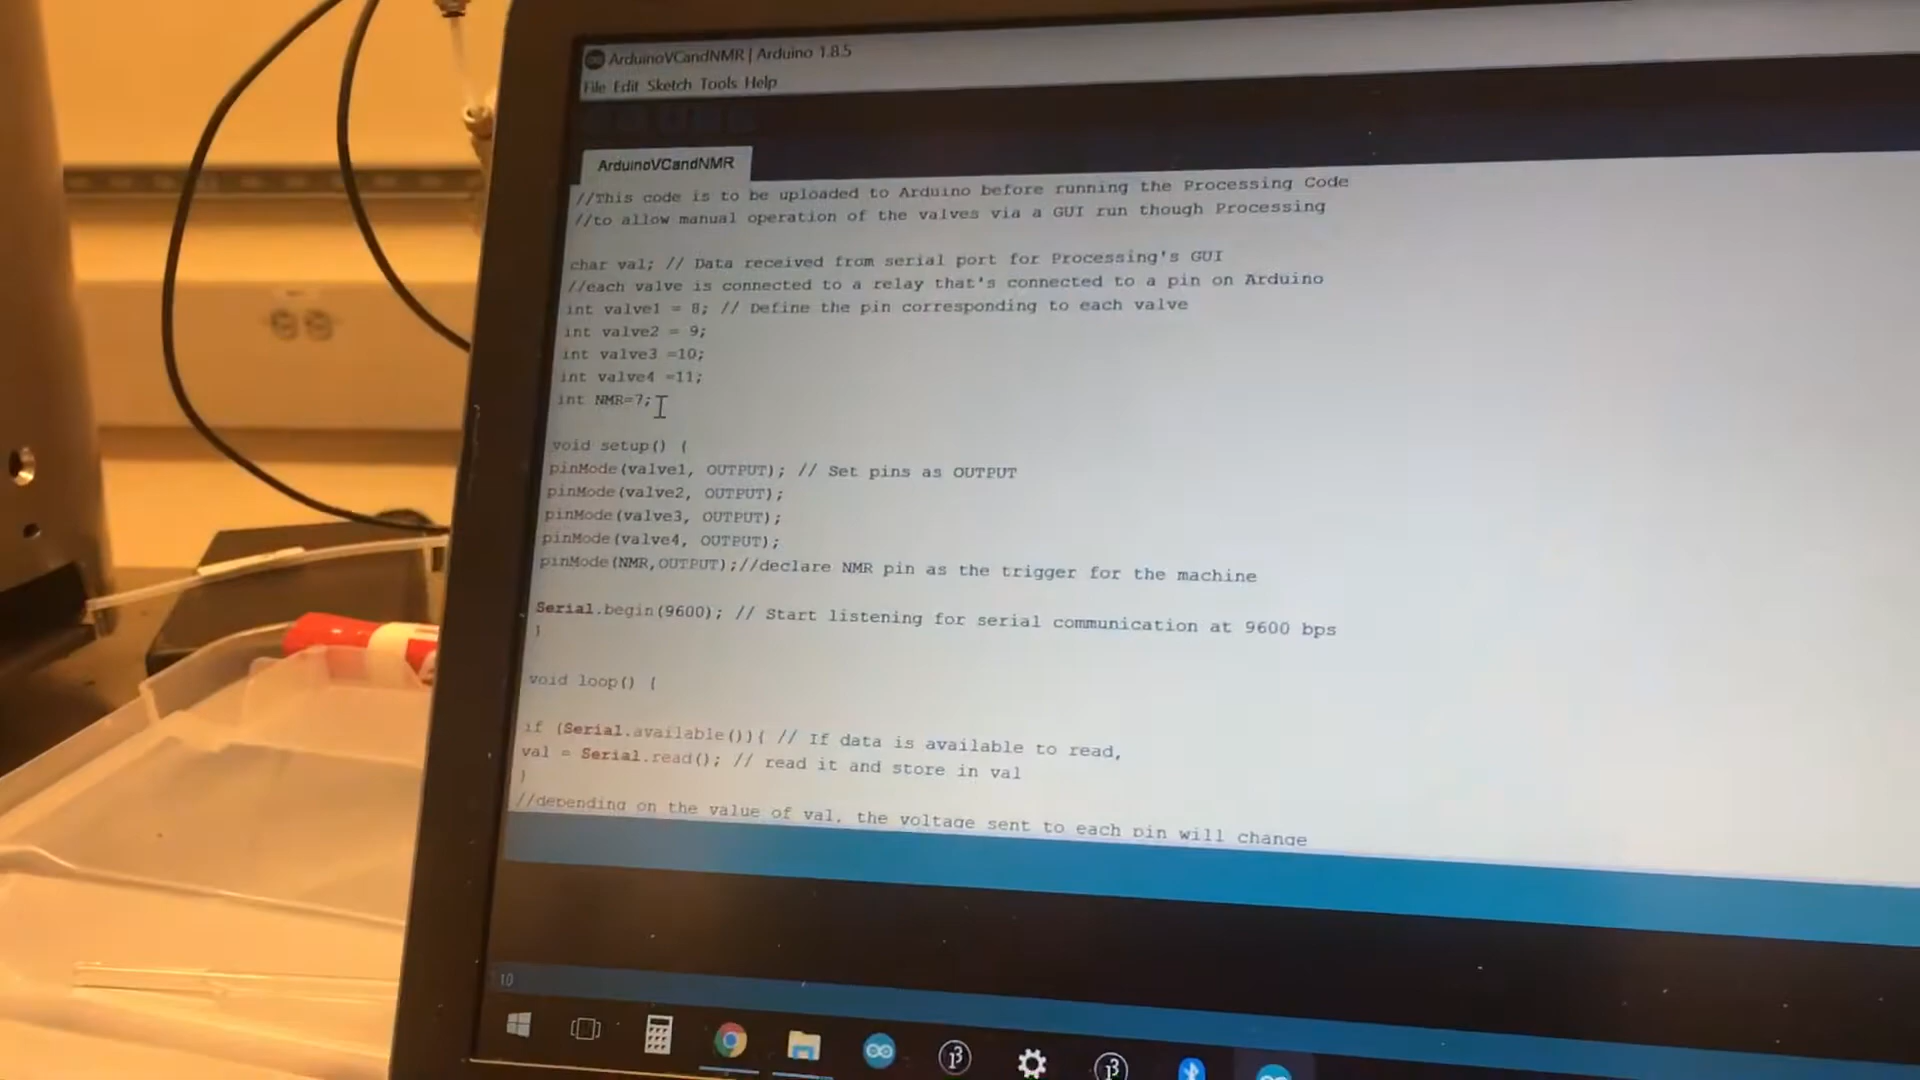 ArduinoVCandNMR | Arduino 1.8.5
File Edit Sketch Tools Help
ArduinoVCandNMR
//This code is to be uploaded to Arduino before running the Processing Code
//to allow manual operation of the valves via a GUI run though Processing
char val; // Data received from serial port for Processing's GUI
//each valve is connected to a relay that's connected to a pin on Arduino
int valve1 = 8; // Define the pin corresponding to each valve
int valve2 = 9;
int valve3 =10;
int valve4 =11;
int NMR=7;
void setup() {
pinMode(valve1, OUTPUT); // Set pins as OUTPUT
pinMode(valve2, OUTPUT);
pinMode(valve3, OUTPUT);
pinMode(valve4, OUTPUT);
pinMode(NMR,OUTPUT);//declare NMR pin as the trigger for the machine
Serial.begin(9600); // Start listening for serial communication at 9600 bps
}
void loop() {
if (Serial.available()){ // If data is available to read,
val = Serial.read(); // read it and store in val
}
//depending on the value of val, the voltage sent to each pin will change
10